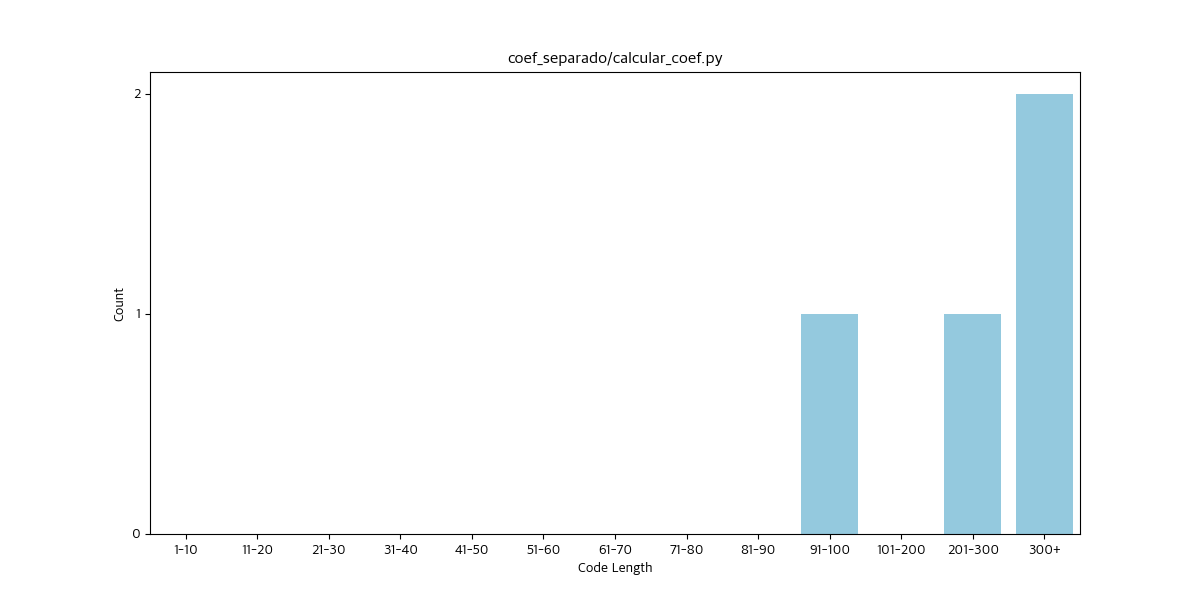 coef_separado/calcular_coef.py
2
1
0
Count
1-10 11-20 21-30 31-40 41-50 51-60 61-70 71-80 81-90 91-100 101-200 201-300 300+
Code Length